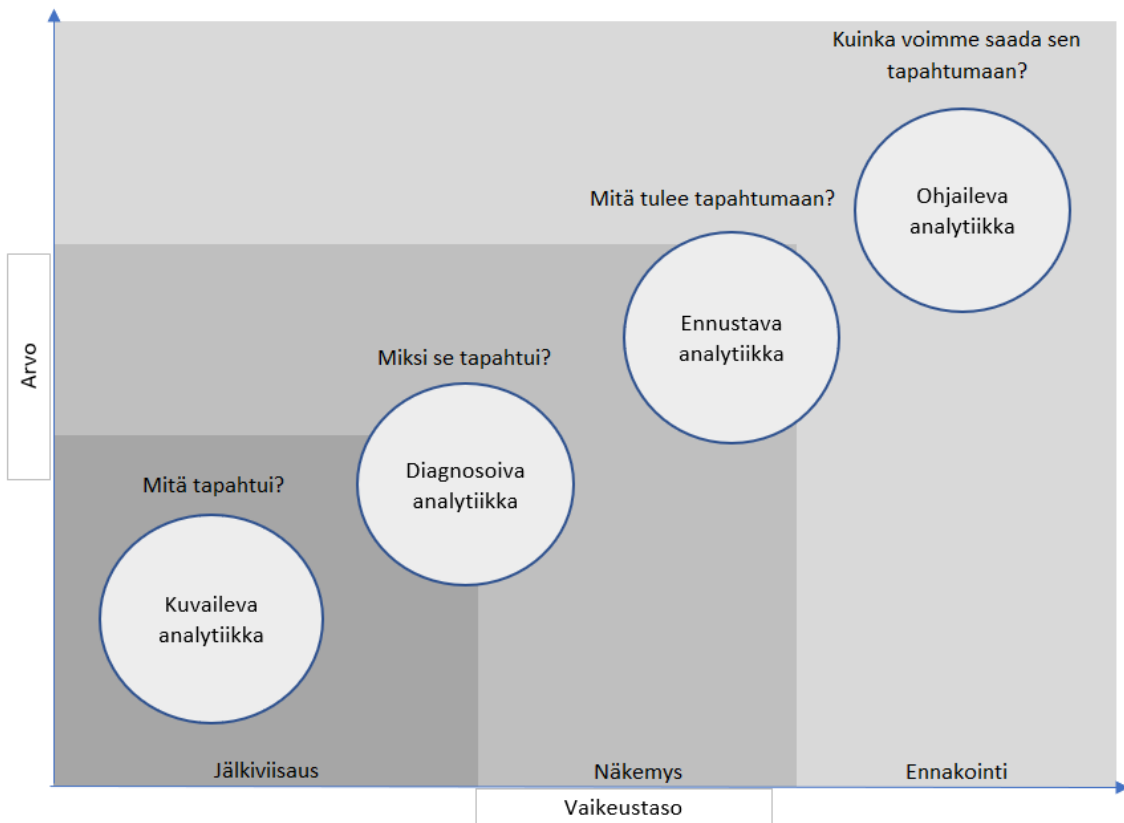 Kuinka voimme saada sen
tapahtumaan?
Ohjaileva
analytiikka
Mitä tulee tapahtumaan?
Ennustava
analytiikka
Miksi se tapahtui?
Diagnosoiva
analytiikka
Mitä tapahtui?
Kuvaileva
analytiikka
Arvo
Jälkiviisaus
Näkemys
Ennakointi
Vaikeustaso